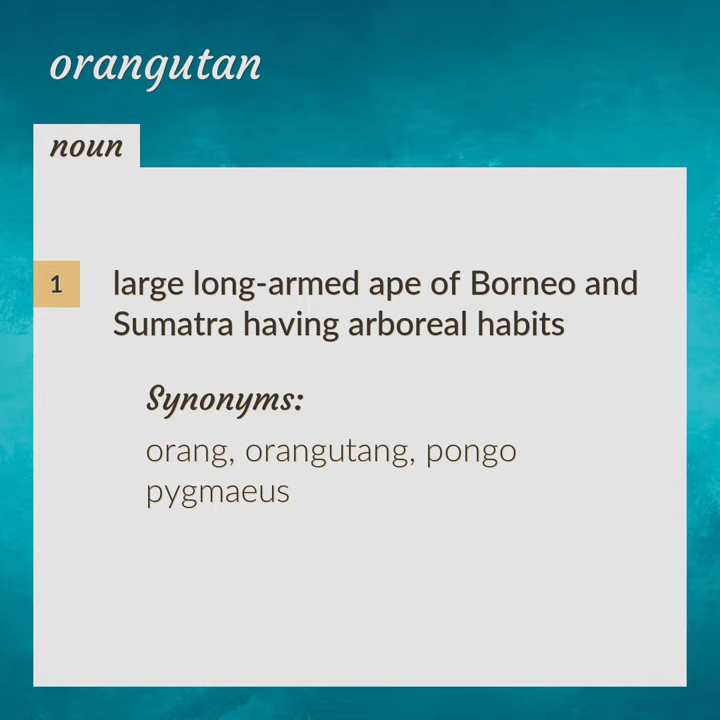 orangutan
noun
1
large long-armed ape of Borneo and
Sumatra having arboreal habits
Synonyms:
orang, orangutang, pongo
pygmaeus